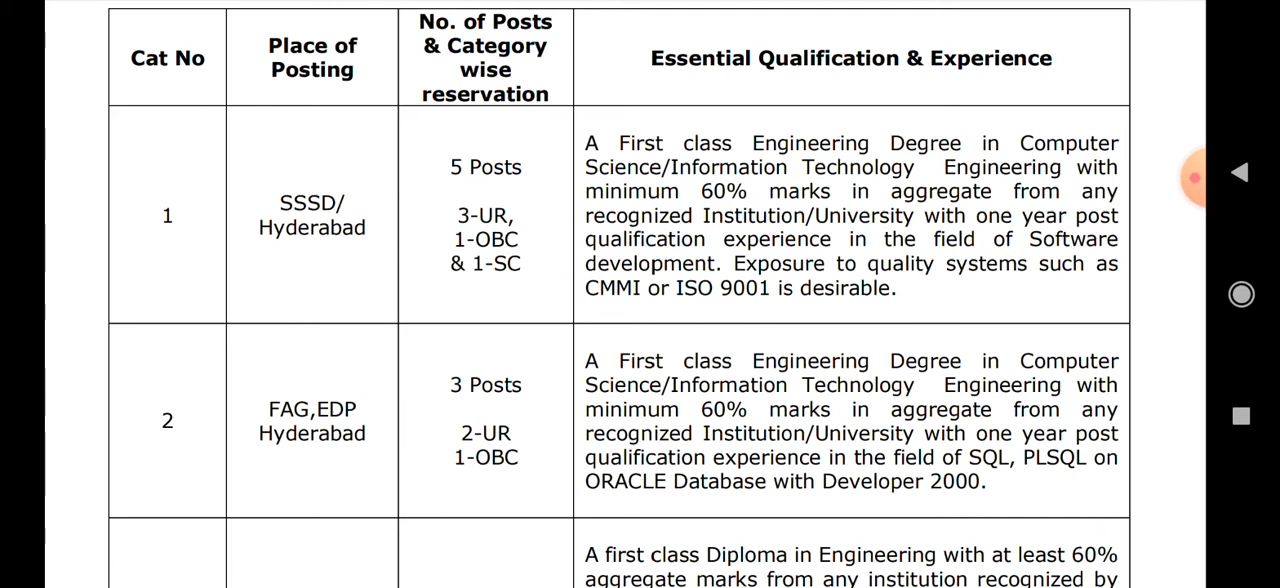 Cat No
Place of
Posting
No. of Posts
& Category
wise
reservation
Essential Qualification & Experience
1
SSSD/
Hyderabad
5 Posts
3-UR,
1-OBC
& 1-SC
A First class Engineering Degree in Computer
Science/Information Technology Engineering with
minimum 60% marks in aggregate from any
recognized Institution/University with one year post
qualification experience in the field of Software
development. Exposure to quality systems such as
CMMI or ISO 9001 is desirable.
2
FAG,EDP
Hyderabad
3 Posts
2-UR
1-OBC
A First class Engineering Degree in Computer
Science/Information Technology Engineering with
minimum 60% marks in aggregate from any
recognized Institution/University with one year post
qualification experience in the field of SQL, PLSQL on
ORACLE Database with Developer 2000.
A first class Diploma in Engineering with at least 60%
aggregate marks from any institution recognized by